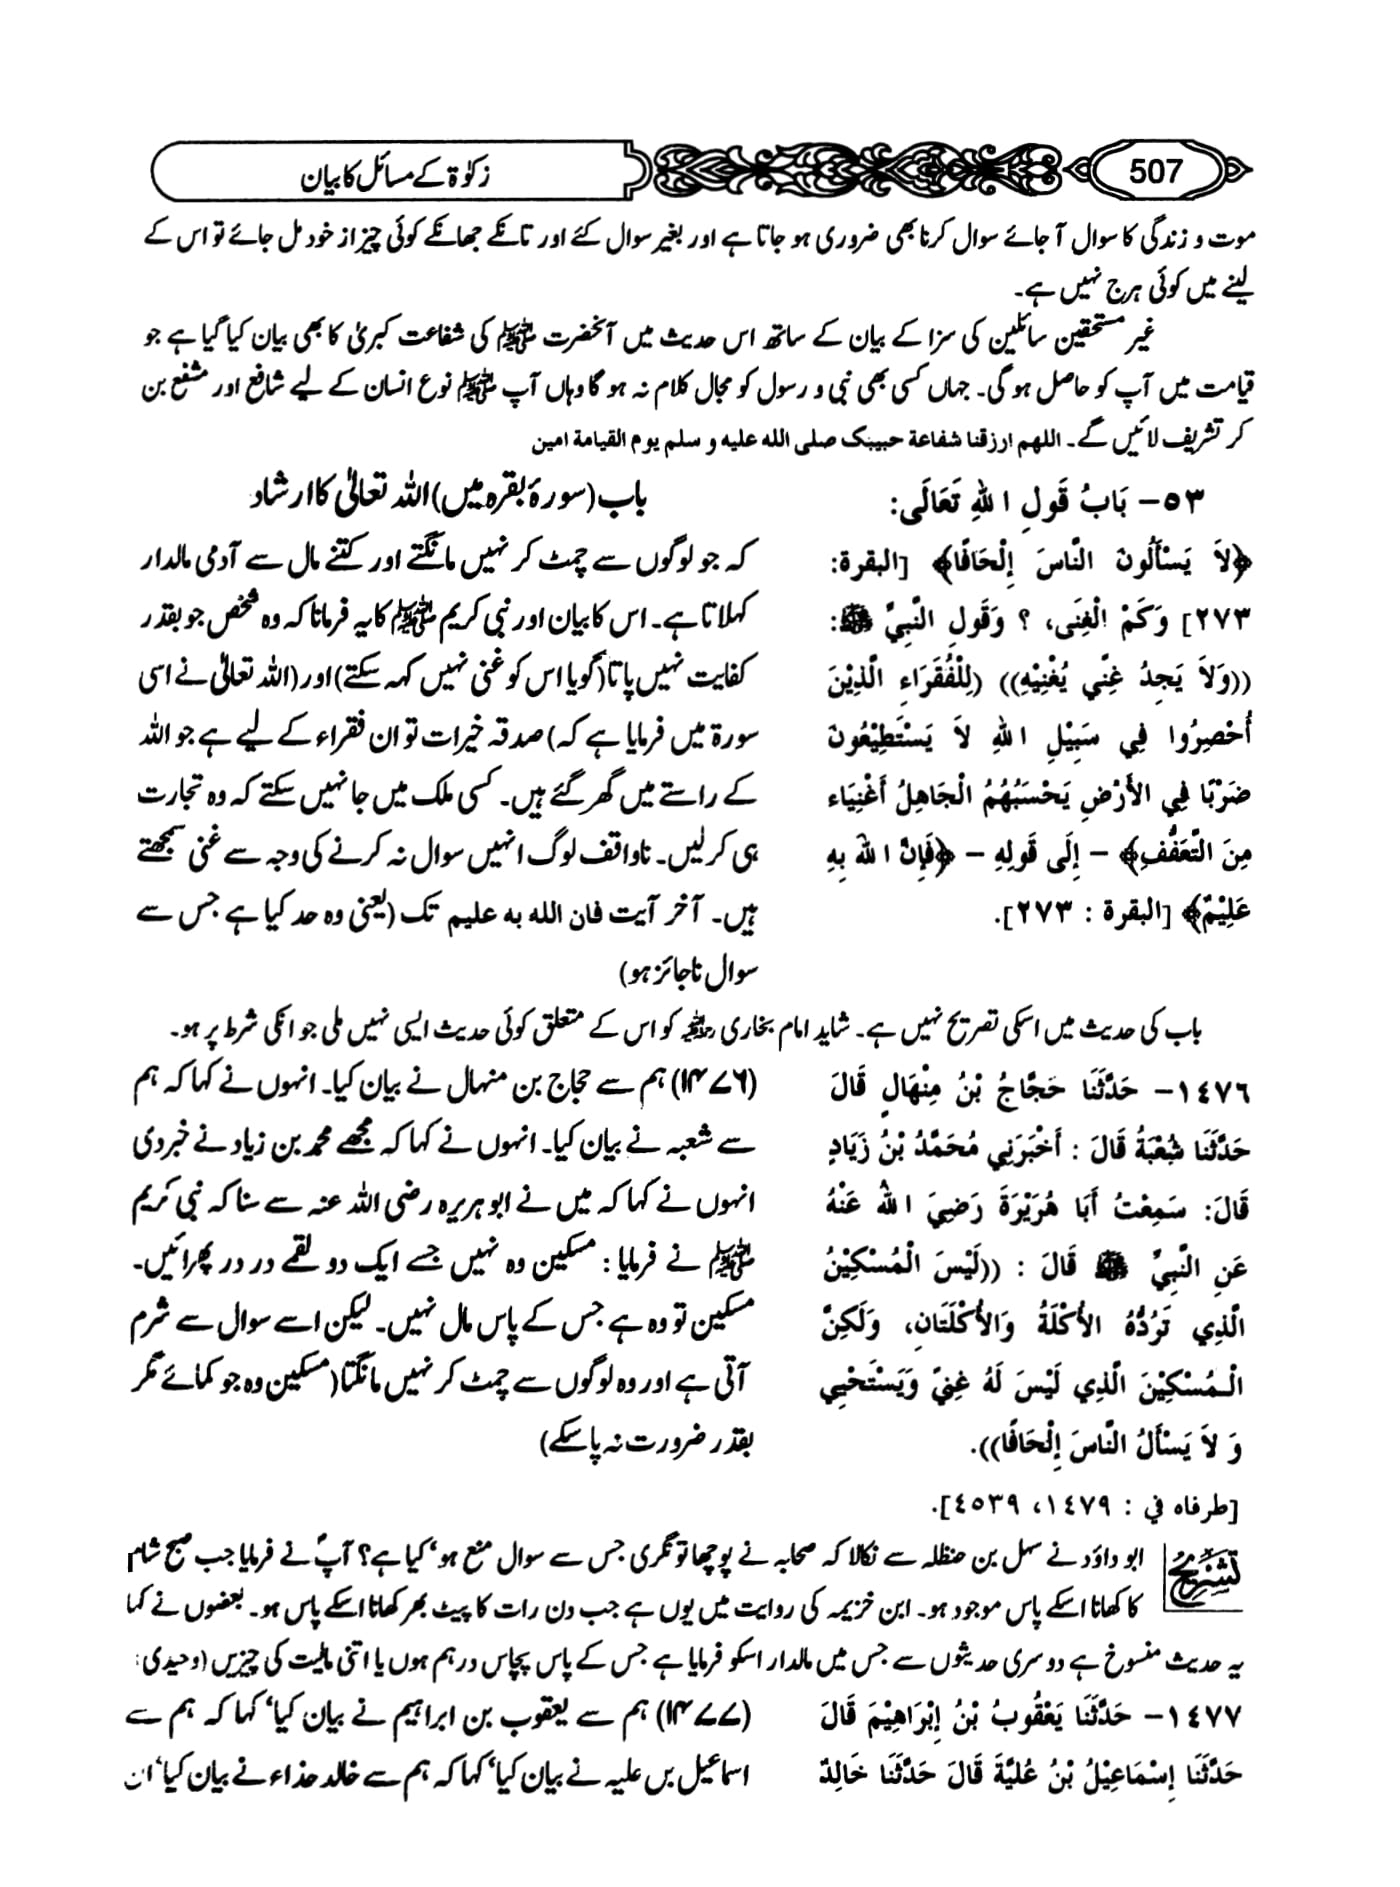 507
زکوٰۃ کے مسائل کا بیان
موت و زندگی کا سوال آ جائے سوال کرنا بھی ضروری ہو جاتا ہے اور بغیر سوال کئے اور تانکے جھانکے کوئی چیز از خود مل جائے تو اس کے
لینے میں کوئی ہرج نہیں ہے۔
غیر مستحقین سائلین کی سزا کے بیان کے ساتھ اس حدیث میں آنحضرت ﷺ کی شفاعت کبریٰ کا بھی بیان کیا گیا ہے جو
قیامت میں آپ کو حاصل ہو گی۔ جہاں کسی بھی نبی و رسول کو مجال کلام نہ ہو گا وہاں آپ ﷺ نوع انسان کے لیے شافع اور مشفع بن
کر تشریف لائیں گے۔ اللهم ارزقنا شفاعة حبيبك صلى الله عليه و سلم يوم القيامة امين
٥٣- بَابُ قَولِ اللهِ تَعَالَى:
﴿لاَ يَسْأَلُونَ النَّاسَ إِلْحَافًا﴾ [البقرة:
٢٧٣] وَكَمْ الْغِنَى، ؟ وَقَولِ النَّبِيِّ ﷺ:
((وَلاَ يَجِدُ غِنًى يُغْنِيْهِ)) (لِلْفُقَرَاءِ الَّذِيْنَ
أُحْصِرُوا فِي سَبِيْلِ اللهِ لاَ يَسْتَطِيْعُونَ
ضَرْبًا فِي الأَرْضِ يَحْسَبُهُمُ الْجَاهِلُ أَغْنِيَاء
مِنَ التَّعَفُّفِ﴾ - إِلَى قَولِهِ - ﴿فَإِنَّ اللهَ بِهِ
عَلِيْمٌ﴾ [البقرة : ٢٧٣].
باب (سورۂ بقرہ میں) اللہ تعالیٰ کا ارشاد
کہ جو لوگوں سے چمٹ کر نہیں مانگتے اور کتنے مال سے آدمی مالدار
کہلاتا ہے۔ اس کا بیان اور نبی کریم ﷺ کا یہ فرمانا کہ وہ شخص جو بقدر
کفایت نہیں پاتا (گویا اس کو غنی نہیں کہہ سکتے) اور (اللہ تعالیٰ نے اسی
سورۃ میں فرمایا ہے کہ) صدقہ خیرات تو ان فقراء کے لیے ہے جو اللہ
کے راستے میں گھر گئے ہیں۔ کسی ملک میں جا نہیں سکتے کہ وہ تجارت
ہی کر لیں۔ ناواقف لوگ انہیں سوال نہ کرنے کی وجہ سے غنی سمجھتے
ہیں۔ آخر آیت فان الله به عليم تک (یعنی وہ حد کیا ہے جس سے
سوال ناجائز ہو)
باب کی حدیث میں اسکی تصریح نہیں ہے۔ شاید امام بخاری رحمۃ اللہ علیہ کو اس کے متعلق کوئی حدیث ایسی نہیں ملی جو انکی شرط پر ہو۔
١٤٧٦- حَدَّثَنَا حَجَّاجُ بْنُ مِنْهَالٍ قَالَ
حَدَّثَنَا شُعْبَةُ قَالَ : أَخْبَرَنِي مُحَمَّدُ بْنُ زِيَادٍ
قَالَ: سَمِعْتُ أَبَا هُرَيْرَةَ رَضِيَ اللهُ عَنْهُ
عَنِ النَّبِيِّ ﷺ قَالَ : ((لَيْسَ الْمُسْكِيْنُ
الَّذِي تَرُدُّهُ الأُكْلَةُ وَالأُكْلَتَانِ، وَلَكِنَّ
الْـمُسْكِيْنَ الَّذِي لَيْسَ لَهُ غِنًى وَيَسْتَحْيِي
وَ لاَ يَسْأَلُ النَّاسَ إِلْحَافًا)).
[طرفاه في : ١٤٧٩، ٤٥٣٩].
(۱۴۷۶) ہم سے حجاج بن منہال نے بیان کیا۔ انہوں نے کہا کہ ہم
سے شعبہ نے بیان کیا۔ انہوں نے کہا کہ مجھے محمد بن زیاد نے خبر دی
انہوں نے کہا کہ میں نے ابو ہریرہ رضی اللہ عنہ سے سنا کہ نبی کریم
ﷺ نے فرمایا : مسکین وہ نہیں جسے ایک دو لقمے در در پھرائیں۔
مسکین تو وہ ہے جس کے پاس مال نہیں۔ لیکن اسے سوال سے شرم
آتی ہے اور وہ لوگوں سے چمٹ کر نہیں مانگتا (مسکین وہ جو کمائے مگر
بقدر ضرورت نہ پا سکے)
تشریح
ابو داؤد نے سہل بن حنظلہ سے نکالا کہ صحابہ نے پوچھا تونگری جس سے سوال منع ہو' کیا ہے؟ آپؐ نے فرمایا جب صبح شام
کا کھانا اسکے پاس موجود ہو۔ ابن خزیمہ کی روایت میں یوں ہے جب دن رات کا پیٹ بھر کھانا اسکے پاس ہو۔ بعضوں نے کہا
یہ حدیث منسوخ ہے دوسری حدیثوں سے جس میں مالدار اسکو فرمایا ہے جس کے پاس پچاس درہم ہوں یا اتنی مالیت کی چیزیں (وحیدی)
١٤٧٧- حَدَّثَنَا يَعْقُوبُ بْنُ إِبْرَاهِيْمَ قَالَ
حَدَّثَنَا إِسْمَاعِيْلُ بْنُ عُلَيَّةَ قَالَ حَدَّثَنَا خَالِدٌ
(۱۴۷۷) ہم سے یعقوب بن ابراہیم نے بیان کیا' کہا کہ ہم سے
اسماعیل بن علیہ نے بیان کیا' کہا کہ ہم سے خالد حذاء نے بیان کیا' ان